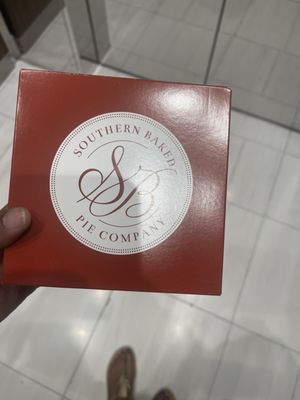 SOUTHERN BAKED
SB
PIE COMPANY